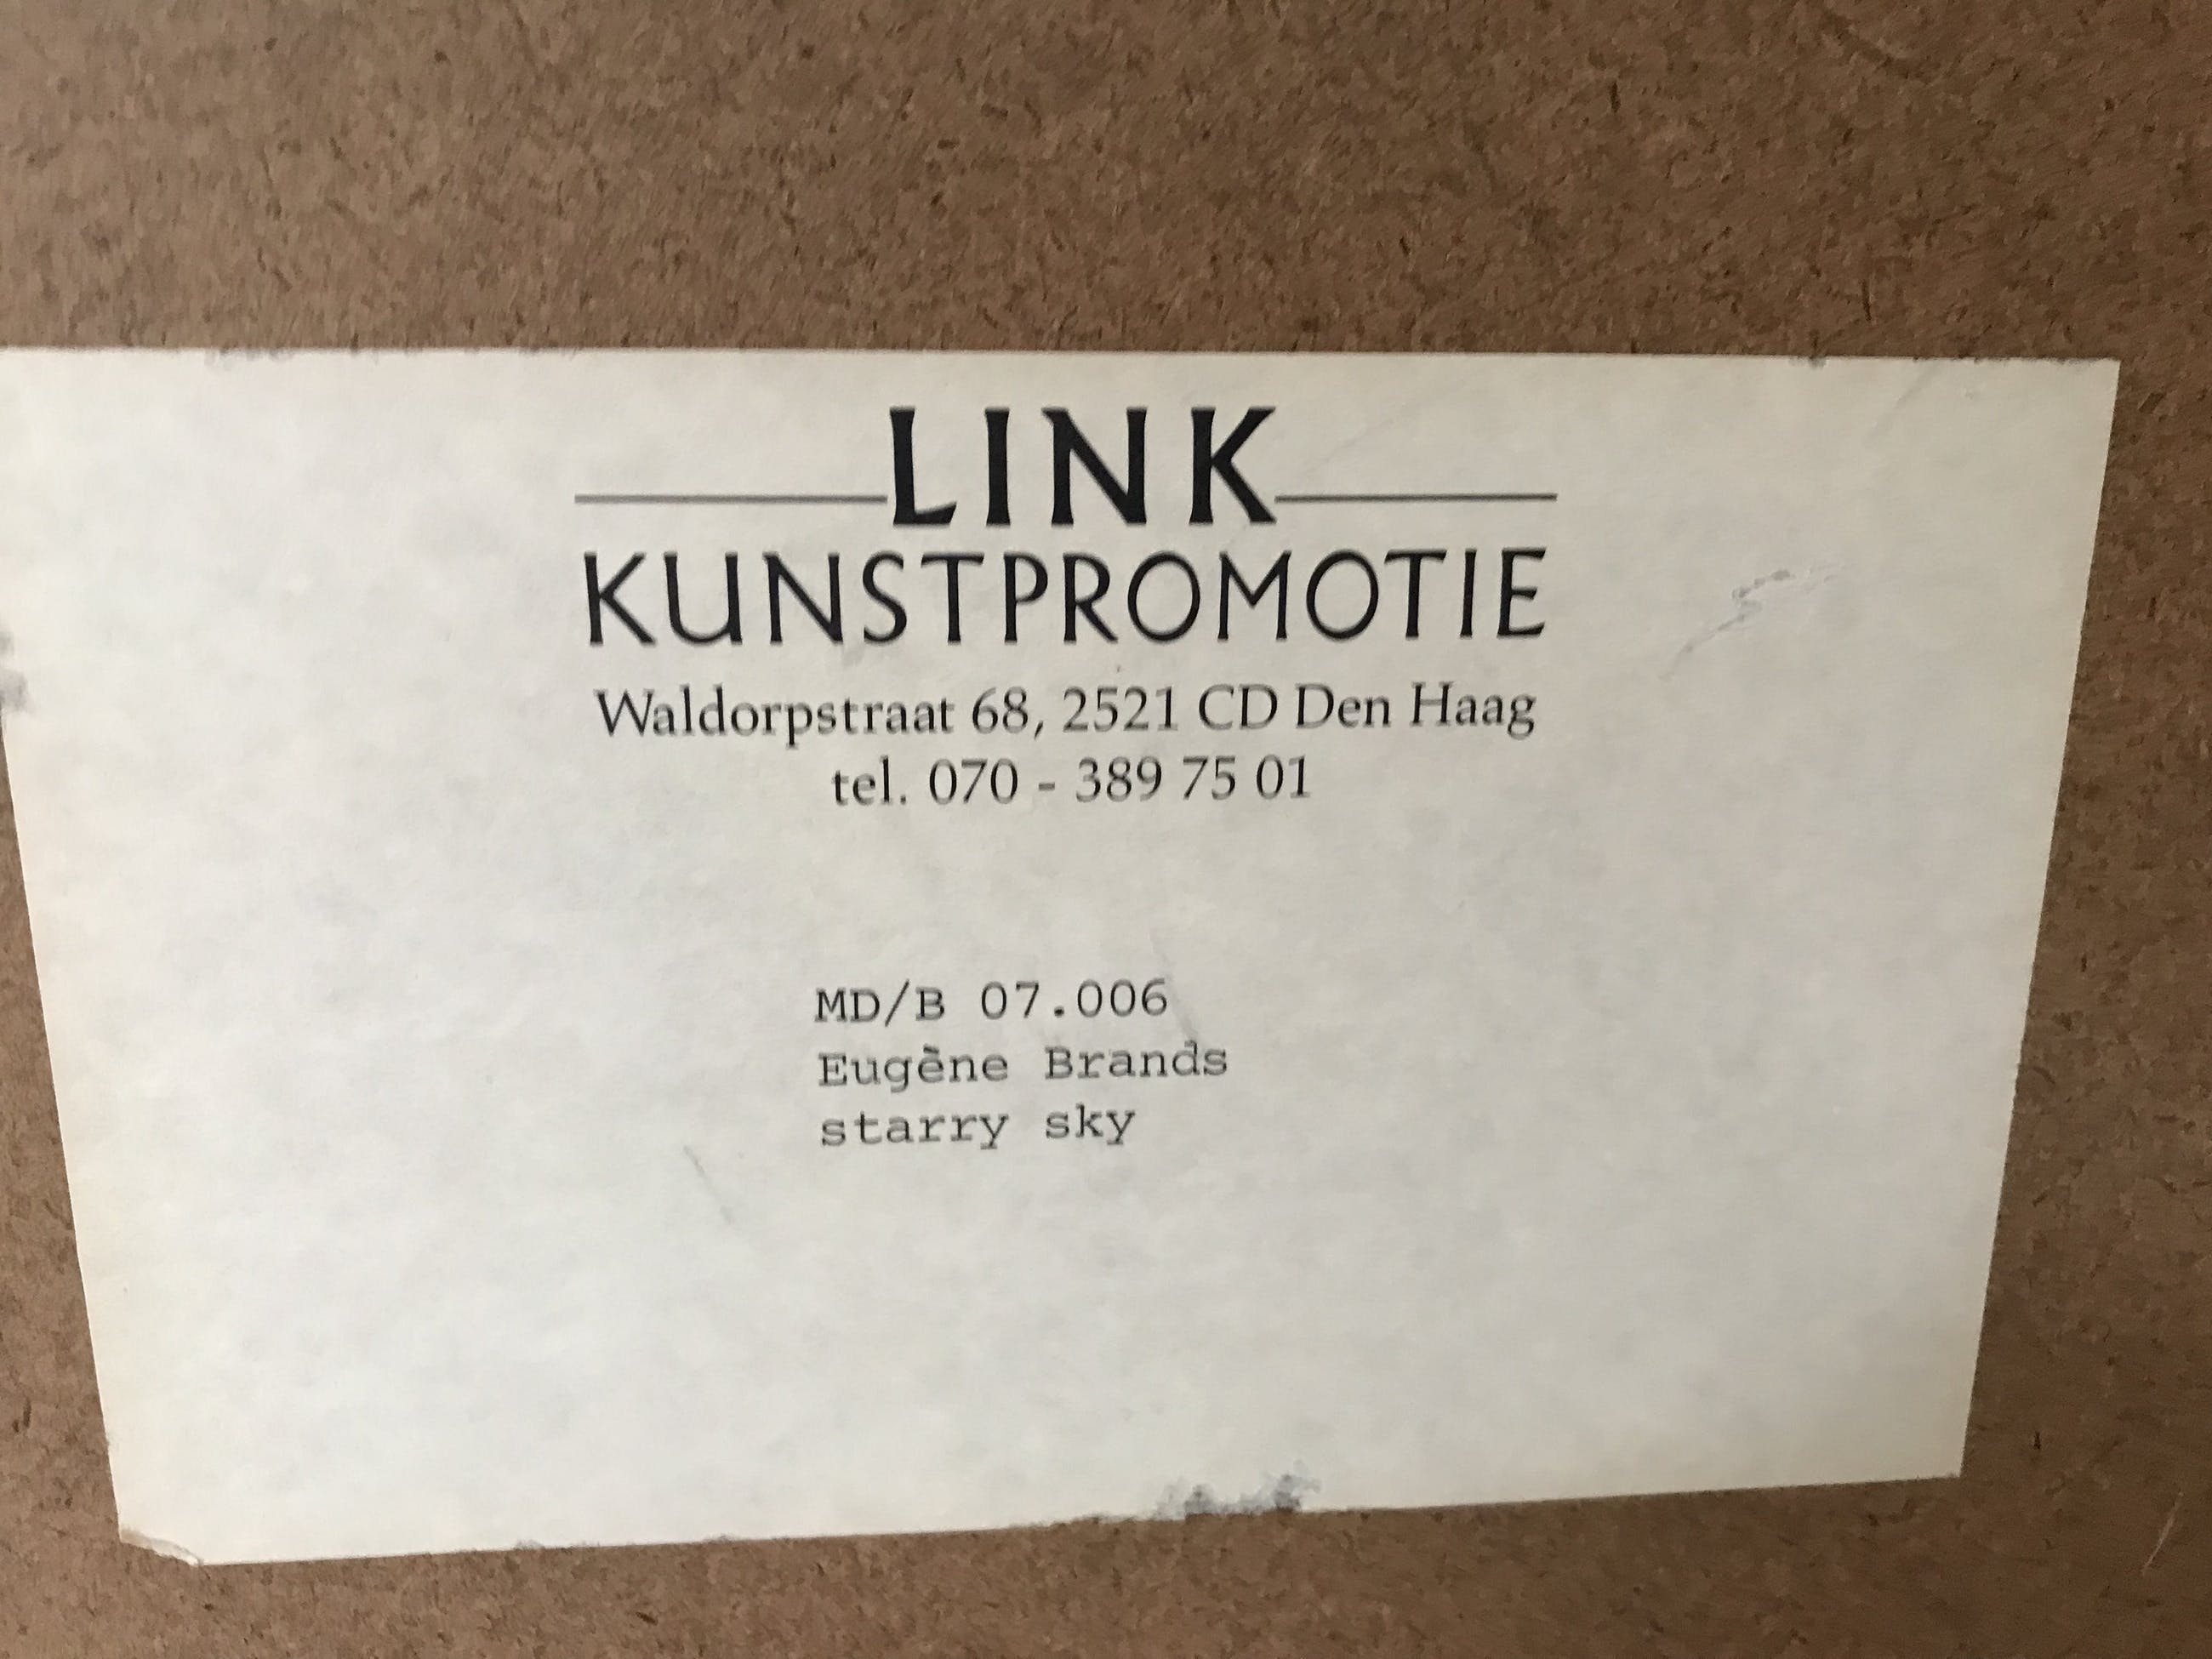 LINK
KUNSTPROMOTIE
Waldorpstraat 68, 2521 CD Den Haag
tel. 070 - 389 75 01
MD/B 07.006
Eugène Brands
starry sky